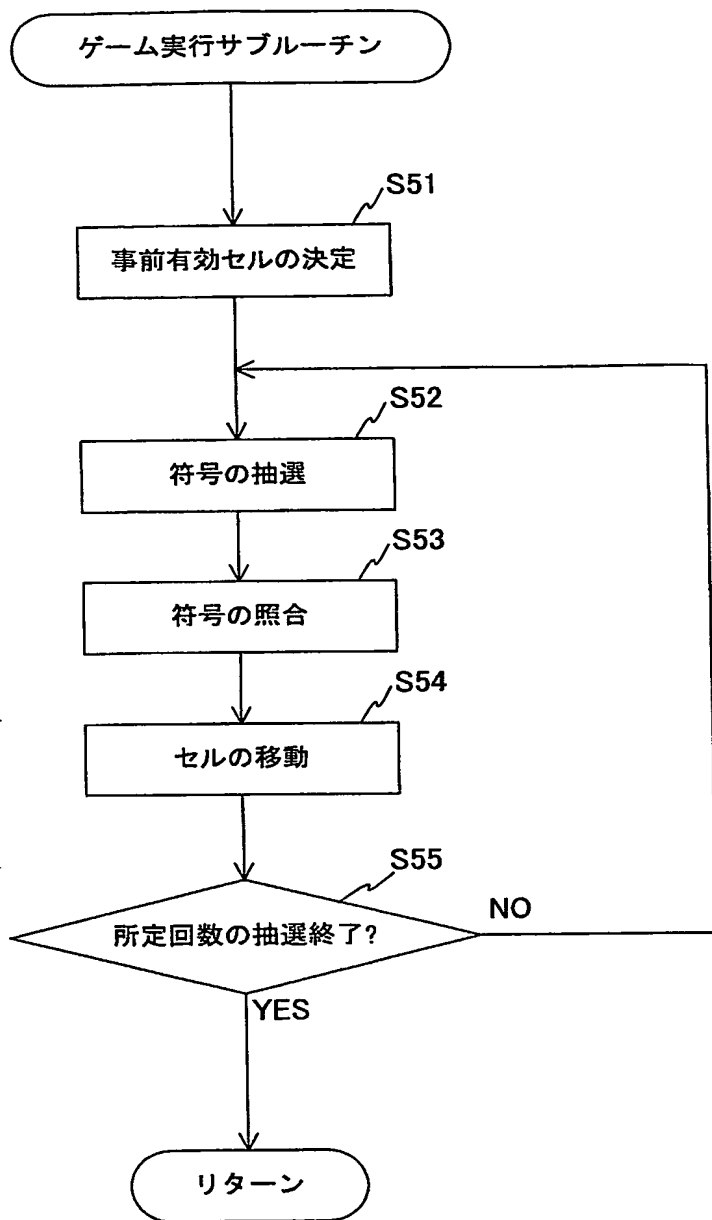 ゲーム実行サブルーチン
S51
事前有効セルの決定
S52
符号の抽選
S53
符号の照合
S54
セルの移動
S55
所定回数の抽選終了?
NO
YES
リターン